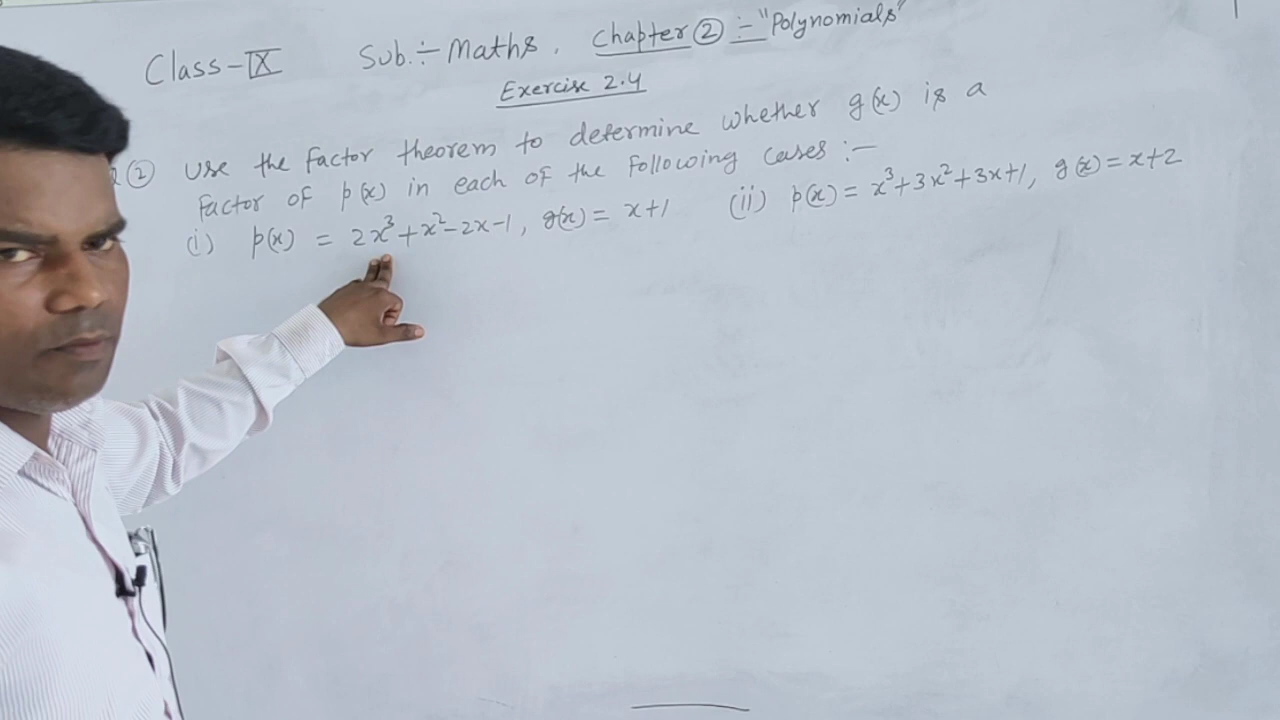 Class-IX Sub.÷ Maths. Chapter ② :- "Polynomials"
Exercise 2.4
② Use the factor theorem to determine whether g(x) is a
factor of p(x) in each of the following cases :-
(i) p(x) = 2x³+x²-2x-1, g(x) = x+1 (ii) p(x) = x³+3x²+3x+1, g(x) = x+2